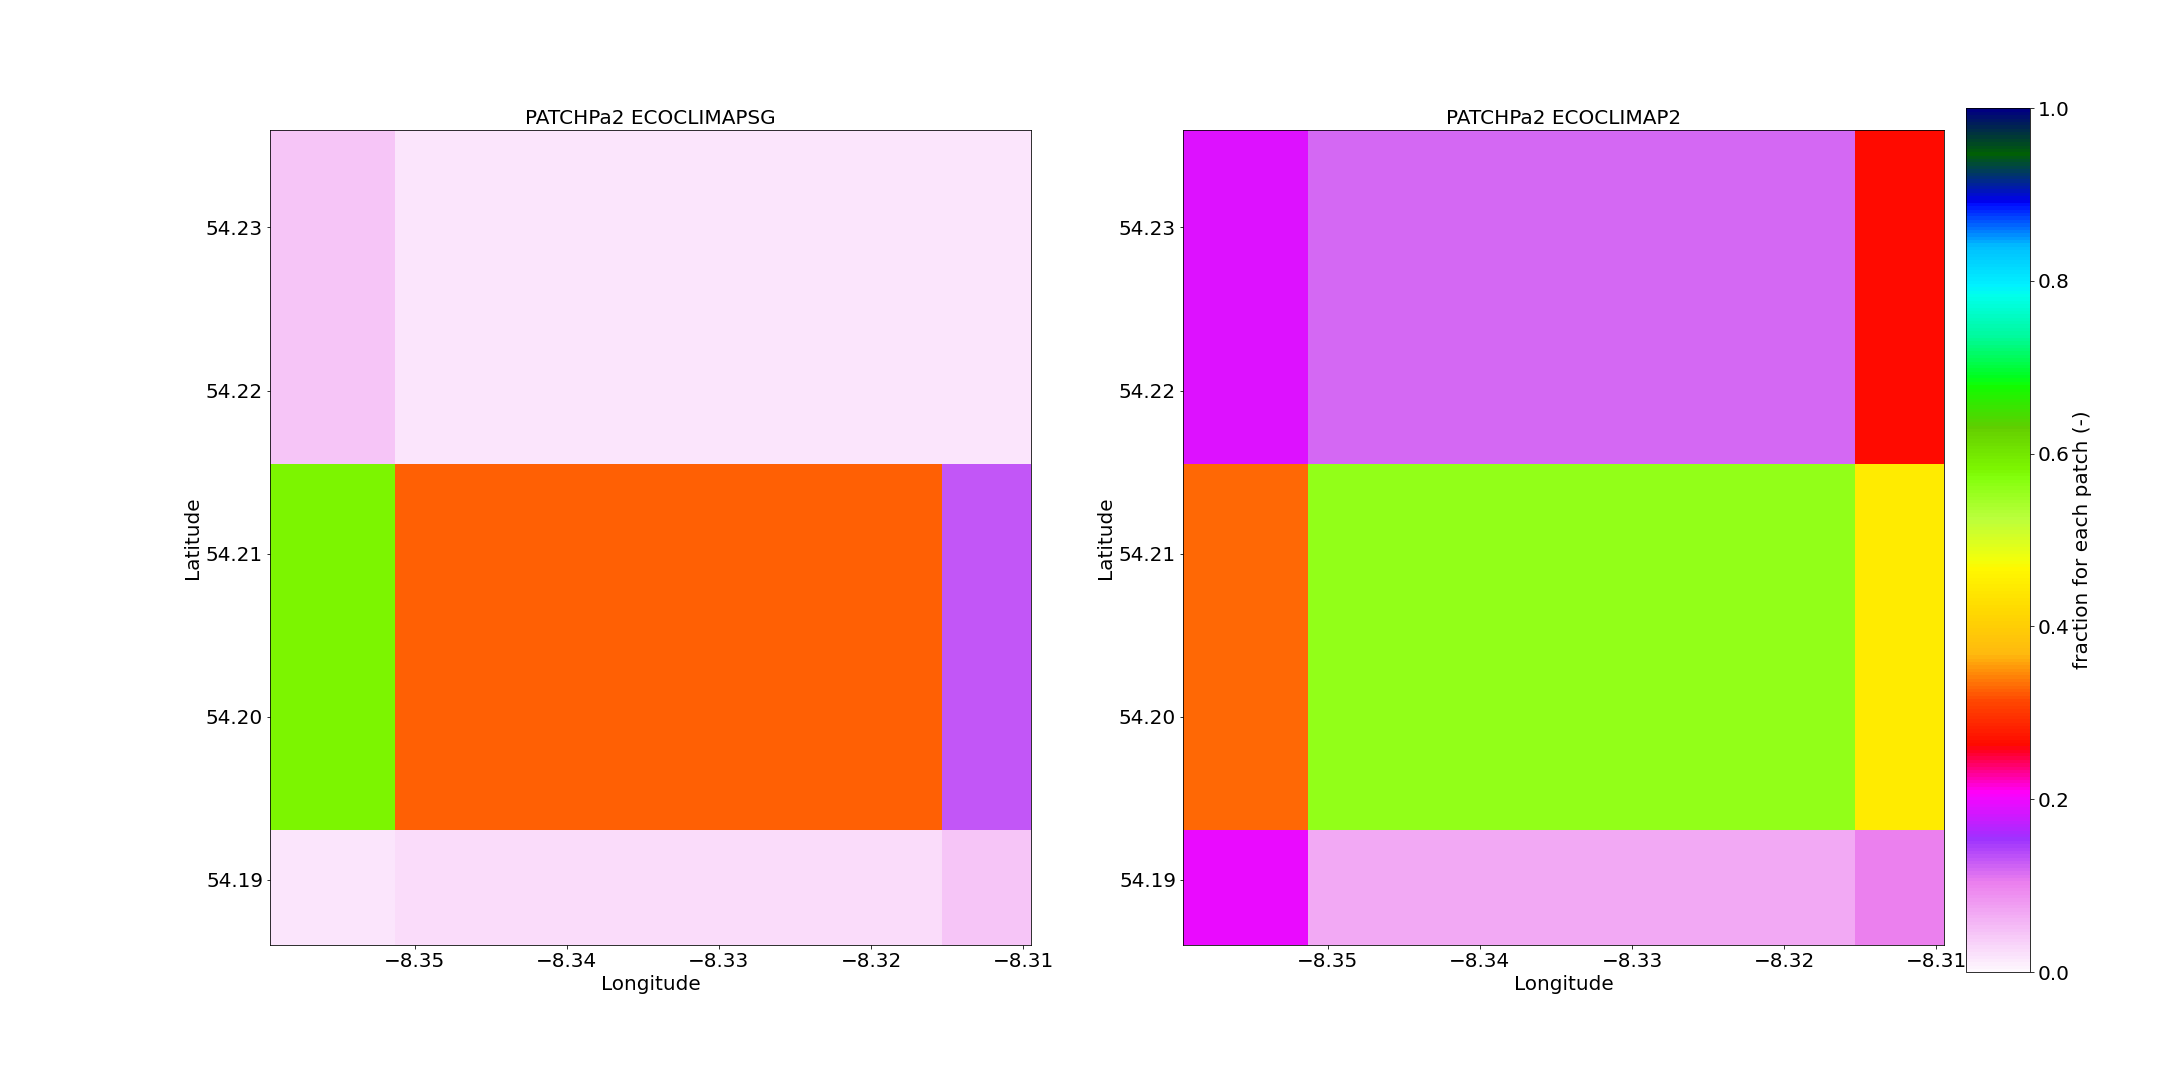 PATCHPa2 ECOCLIMAPSG
Latitude
54.23
54.22
54.21
54.20
54.19
−8.35 −8.34 −8.33 −8.32 −8.31
Longitude
PATCHPa2 ECOCLIMAP2
Latitude
54.23
54.22
54.21
54.20
54.19
−8.35 −8.34 −8.33 −8.32 −8.31
Longitude
1.0
0.8
0.6
0.4
0.2
0.0
fraction for each patch (-)